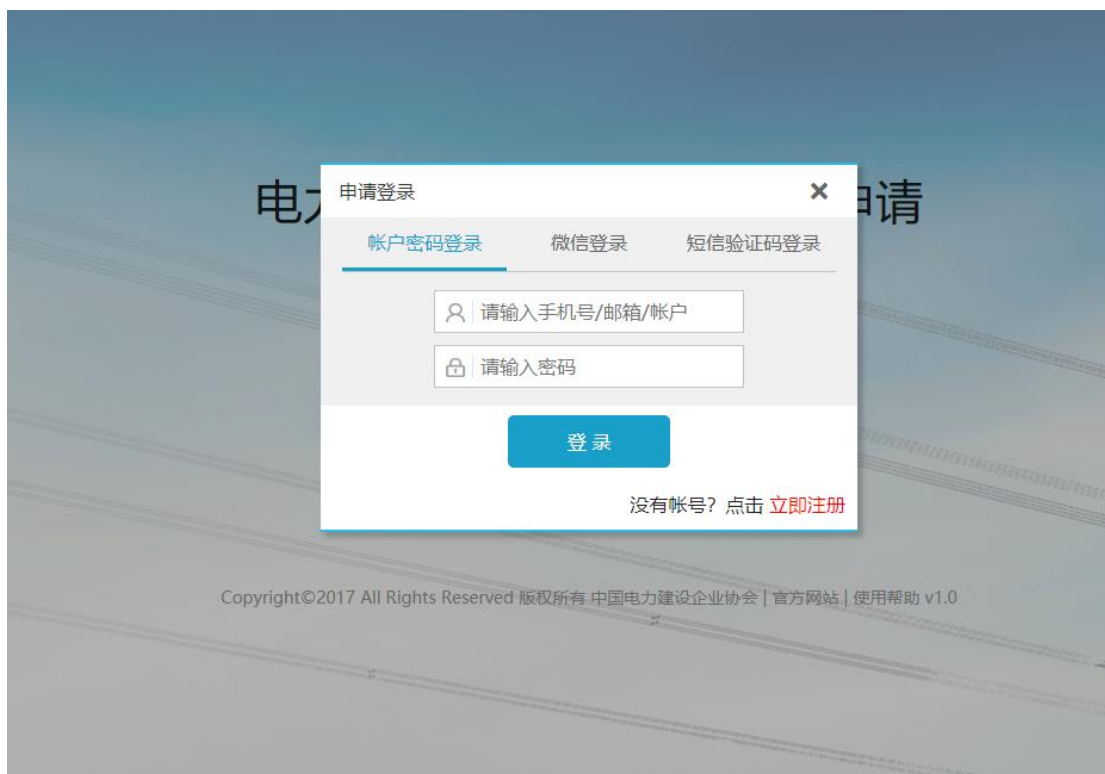 电力
申请
申请登录
帐户密码登录 微信登录 短信验证码登录
请输入手机号/邮箱/帐户
请输入密码
登录
没有帐号？点击 立即注册
Copyright©2017 All Rights Reserved 版权所有 中国电力建设企业协会 | 官方网站 | 使用帮助 v1.0